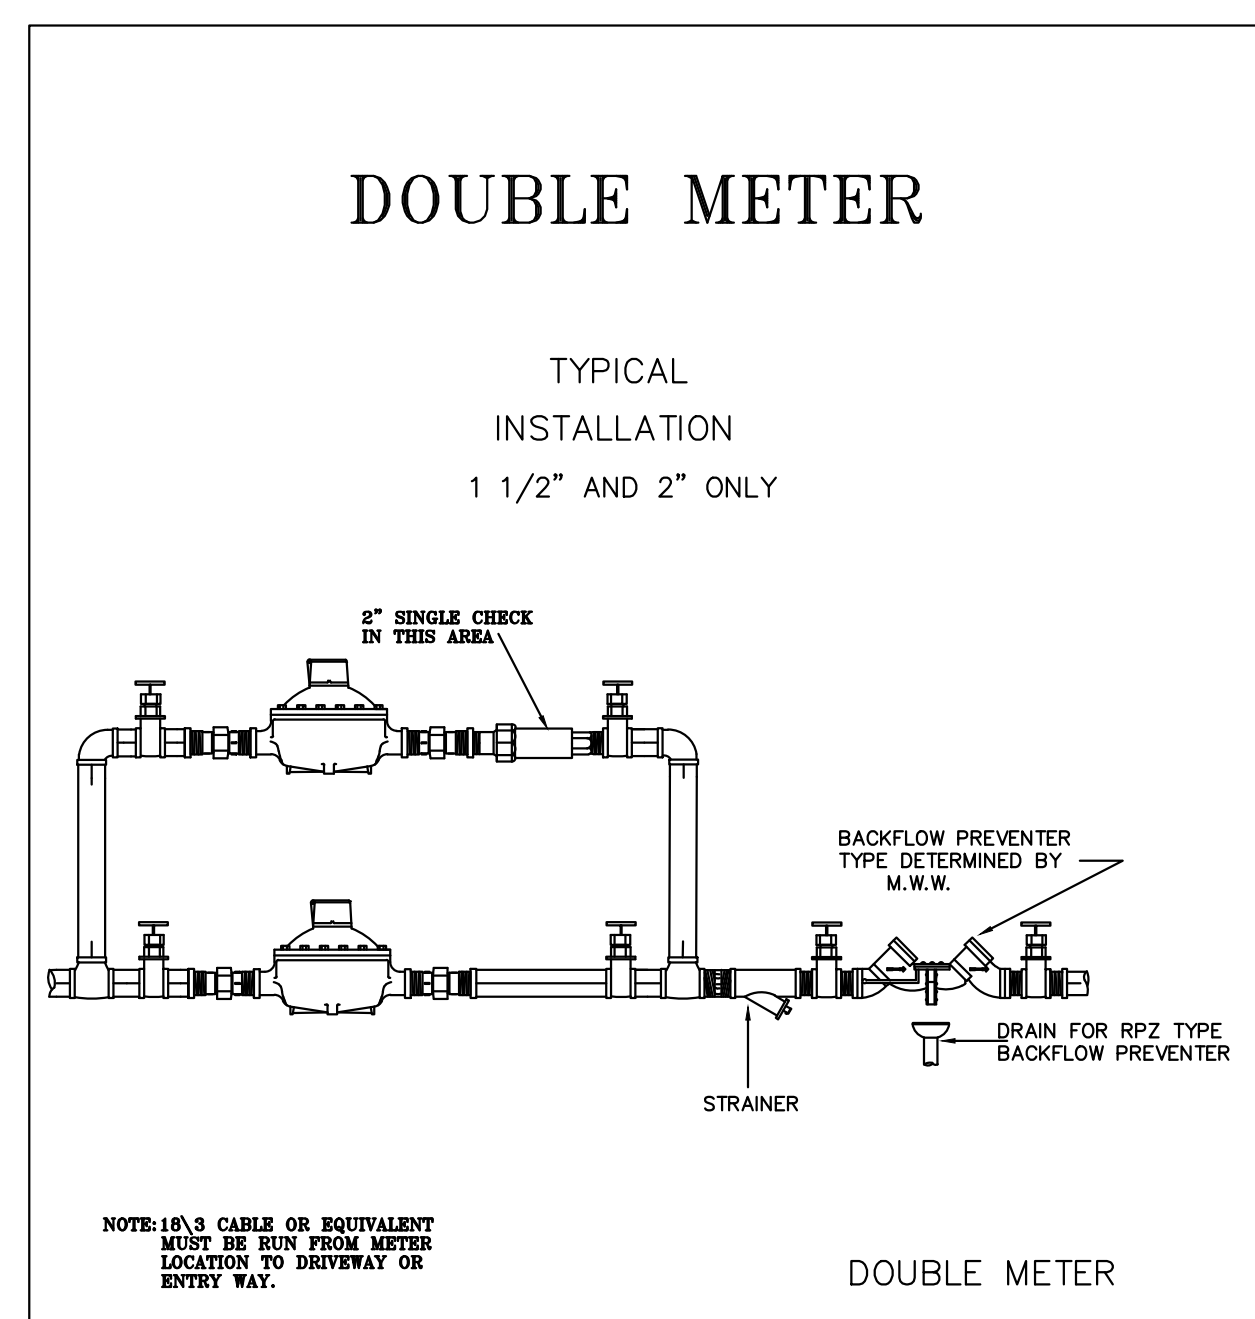 DOUBLE METER
TYPICAL
INSTALLATION
1 1/2” AND 2” ONLY
2” SINGLE CHECK
IN THIS AREA
BACKFLOW PREVENTER
TYPE DETERMINED BY
M.W.W.
DRAIN FOR RPZ TYPE
BACKFLOW PREVENTER
STRAINER
NOTE: 18\3 CABLE OR EQUIVALENT
MUST BE RUN FROM METER
LOCATION TO DRIVEWAY OR
ENTRY WAY.
DOUBLE METER